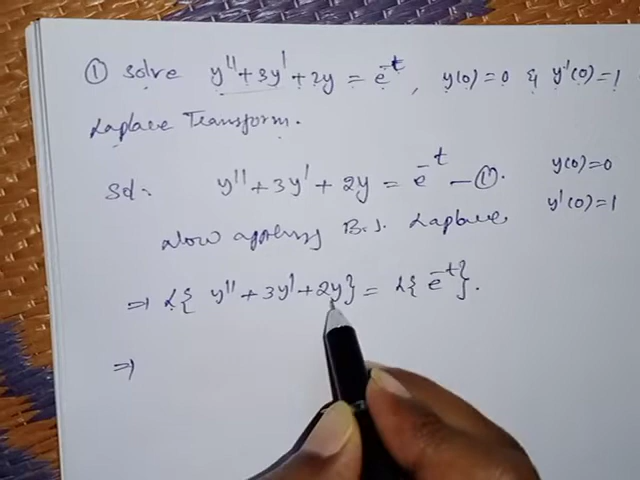 ① Solve y'' + 3y' + 2y = e^-t, y(0)=0 & y'(0)=1
Laplace Transform.
Sol: y'' + 3y' + 2y = e^-t — ①. y(0)=0
y'(0)=1
Now applying B.S. Laplace
⇒ L{ y'' + 3y' + 2y} = L{ e^-t}.
⇒